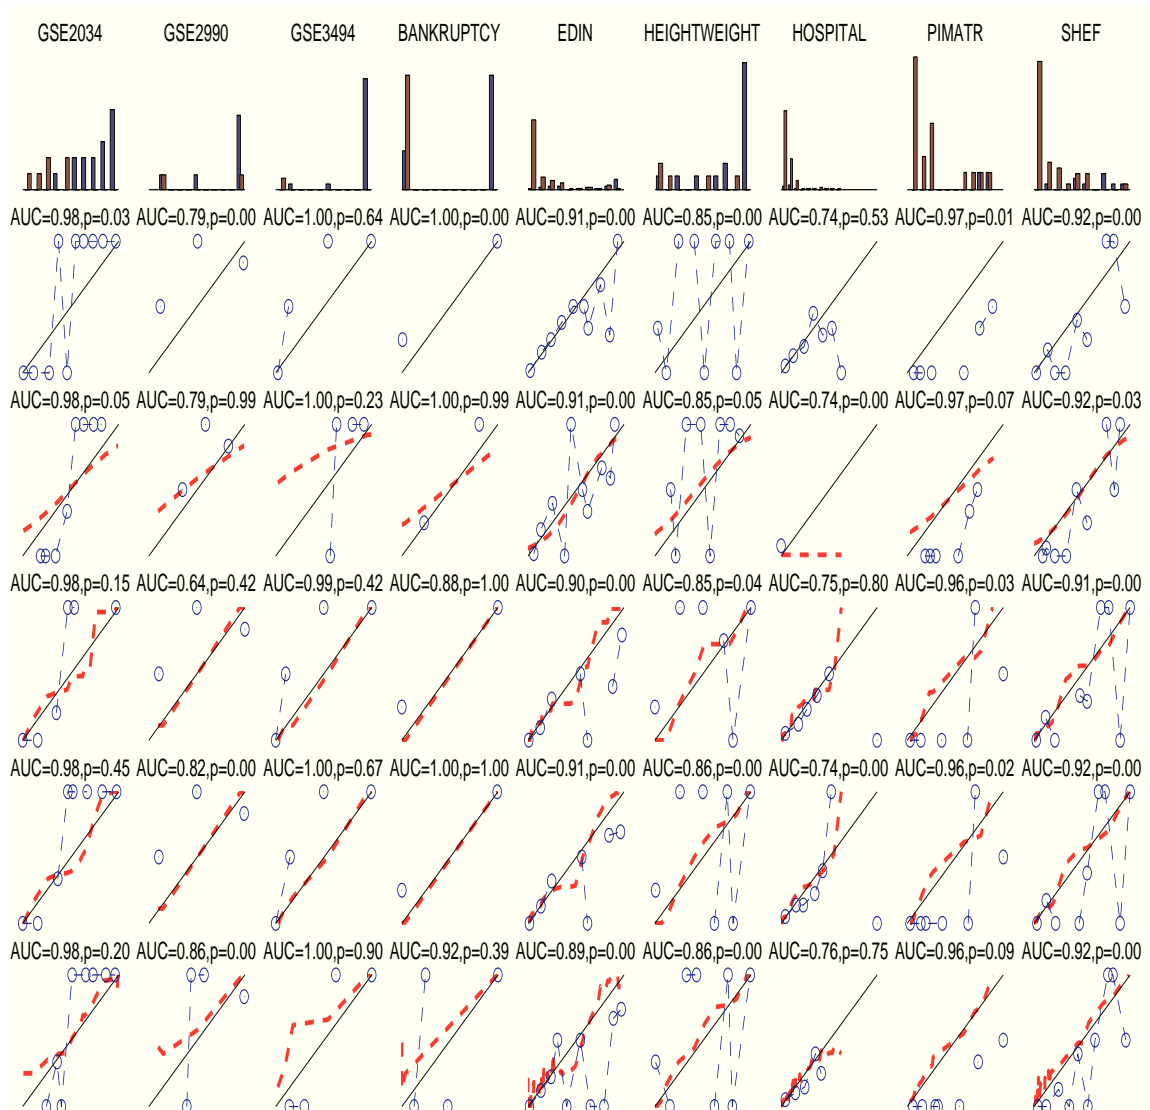 GSE2034 GSE2990 GSE3494 BANKRUPTCY EDIN HEIGHTWEIGHT HOSPITAL PIMATR SHEF
AUC=0.98,p=0.03 AUC=0.79,p=0.00 AUC=1.00,p=0.64 AUC=1.00,p=0.00 AUC=0.91,p=0.00 AUC=0.85,p=0.00 AUC=0.74,p=0.53 AUC=0.97,p=0.01 AUC=0.92,p=0.00
AUC=0.98,p=0.05 AUC=0.79,p=0.99 AUC=1.00,p=0.23 AUC=1.00,p=0.99 AUC=0.91,p=0.00 AUC=0.85,p=0.05 AUC=0.74,p=0.00 AUC=0.97,p=0.07 AUC=0.92,p=0.03
AUC=0.98,p=0.15 AUC=0.64,p=0.42 AUC=0.99,p=0.42 AUC=0.88,p=1.00 AUC=0.90,p=0.00 AUC=0.85,p=0.04 AUC=0.75,p=0.80 AUC=0.96,p=0.03 AUC=0.91,p=0.00
AUC=0.98,p=0.45 AUC=0.82,p=0.00 AUC=1.00,p=0.67 AUC=1.00,p=1.00 AUC=0.91,p=0.00 AUC=0.86,p=0.00 AUC=0.74,p=0.00 AUC=0.96,p=0.02 AUC=0.92,p=0.00
AUC=0.98,p=0.20 AUC=0.86,p=0.00 AUC=1.00,p=0.90 AUC=0.92,p=0.39 AUC=0.89,p=0.00 AUC=0.86,p=0.00 AUC=0.76,p=0.75 AUC=0.96,p=0.09 AUC=0.92,p=0.00